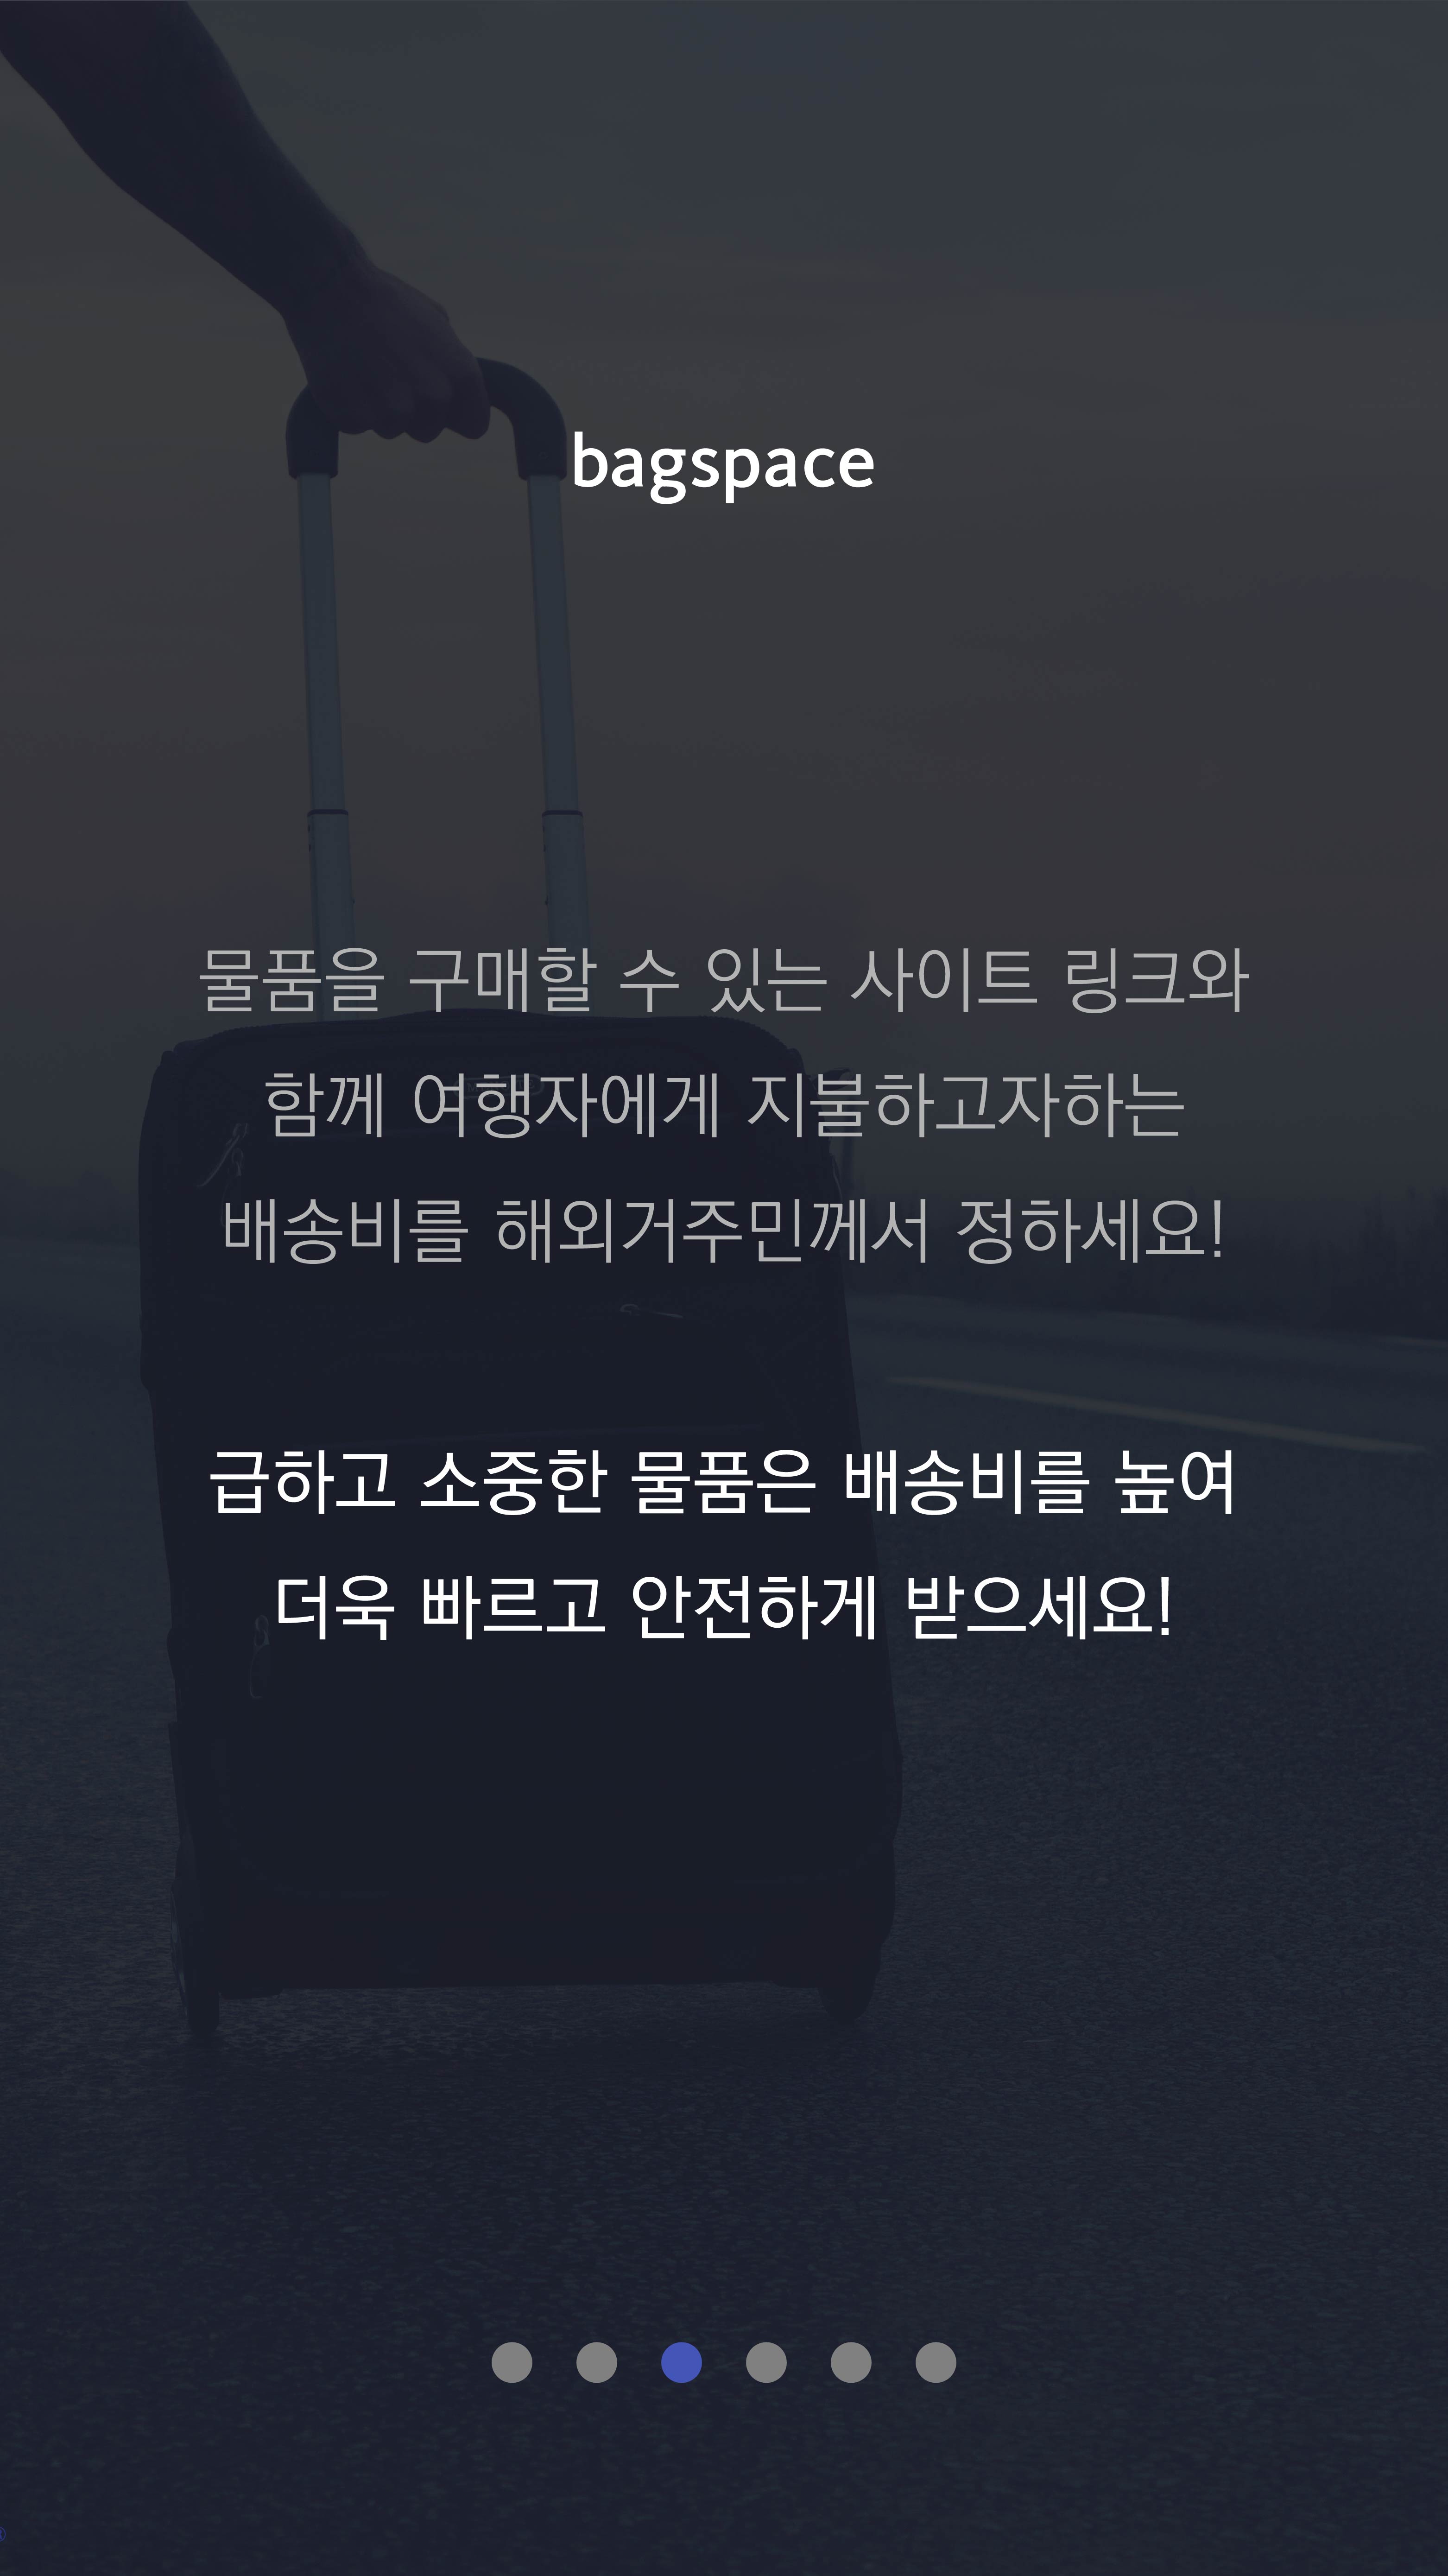 bagspace
물품을 구매할 수 있는 사이트 링크와
함께 여행자에게 지불하고자하는
배송비를 해외거주민께서 정하세요!
급하고 소중한 물품은 배송비를 높여
더욱 빠르고 안전하게 받으세요!